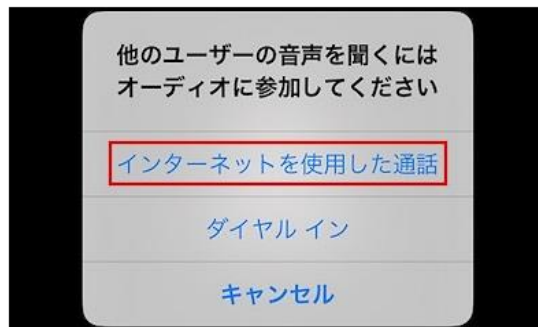 他のユーザーの音声を聞くには
オーディオに参加してください
インターネットを使用した通話
ダイヤル イン
キャンセル